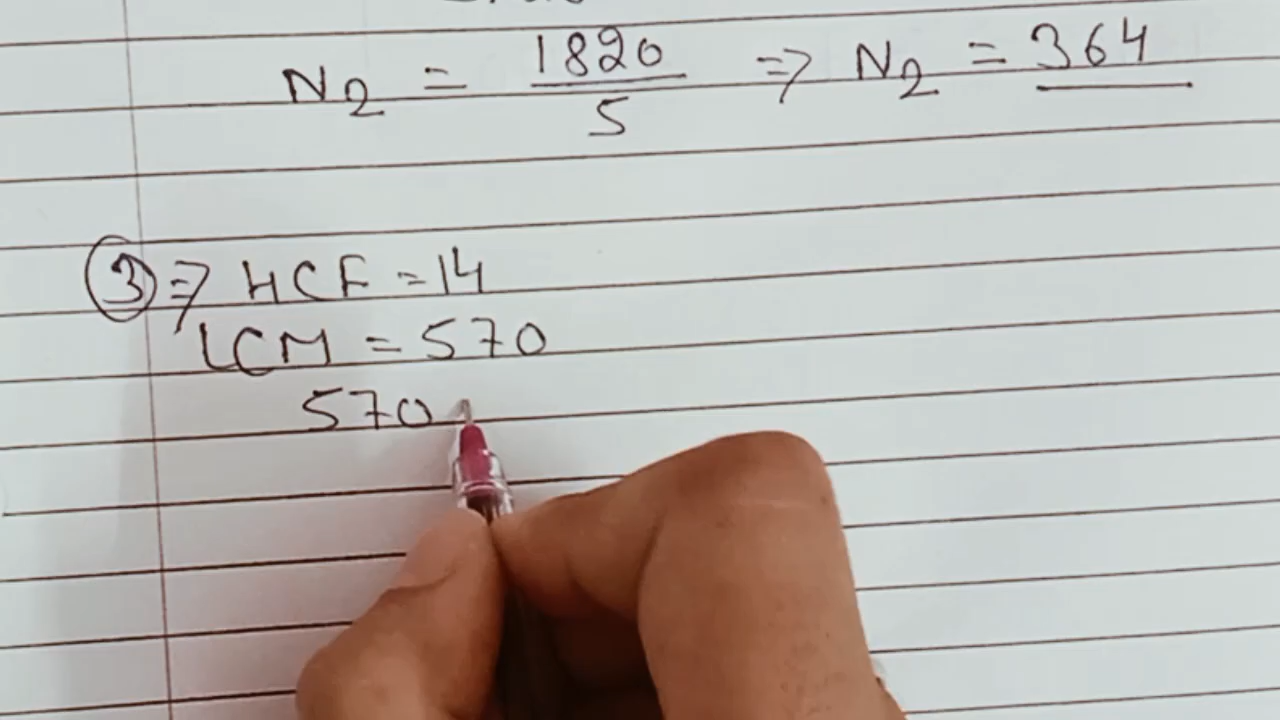 N2 = 1820/5 => N2 = 364
3 => HCF = 14
LCM = 570
570